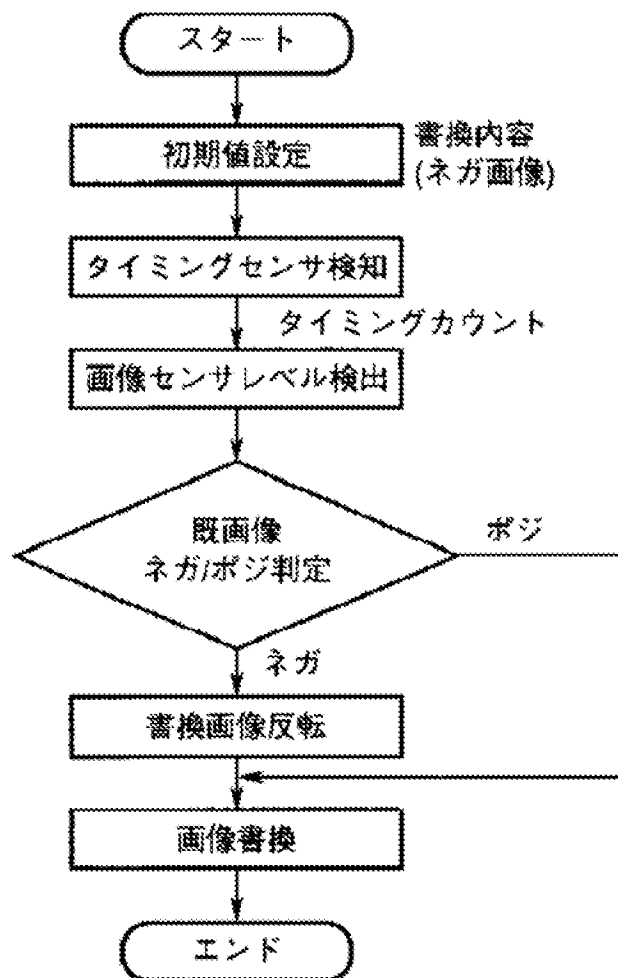 スタート
初期値設定
書換内容
(ネガ画像)
タイミングセンサ検知
タイミングカウント
画像センサレベル検出
既画像
ネガ/ポジ判定
ポジ
ネガ
書換画像反転
画像書換
エンド